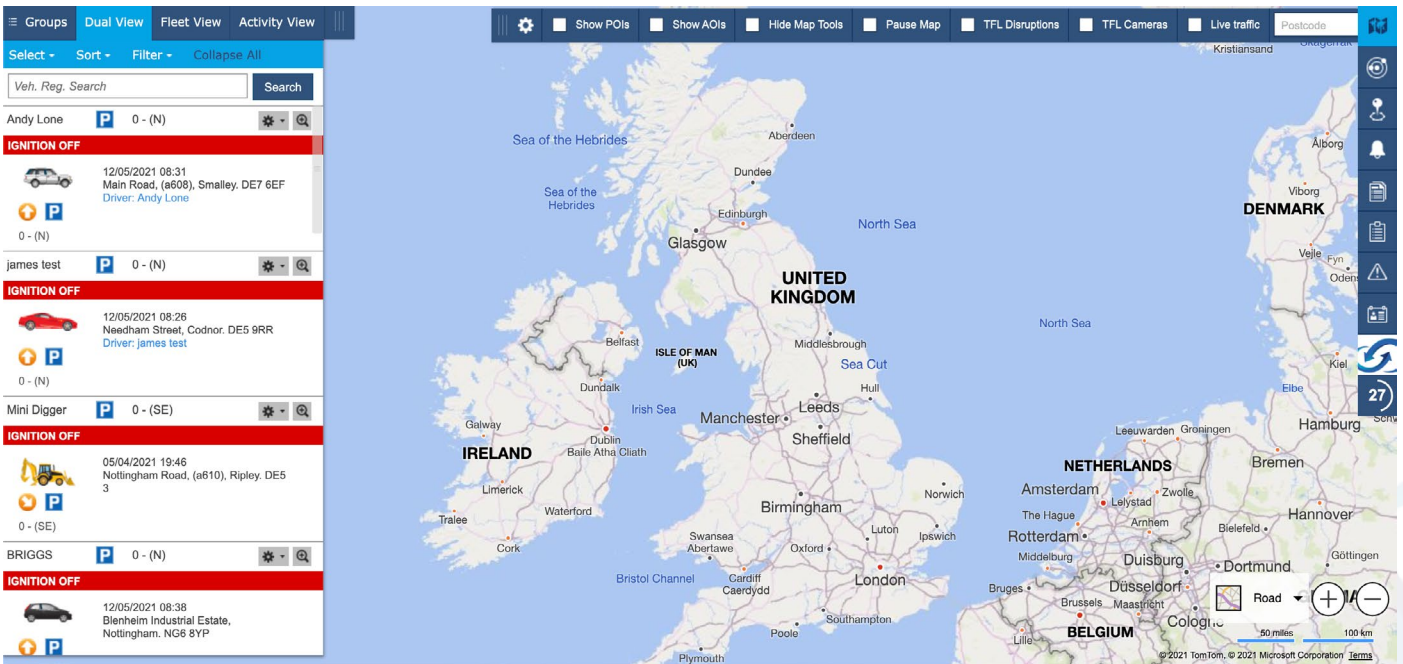 Groups Dual View Fleet View Activity View
Select Sort Filter Collapse All
Veh. Reg. Search Search
Andy Lone P 0 - (N)
IGNITION OFF
12/05/2021 08:31
Main Road, (a608), Smalley. DE7 6EF
Driver: Andy Lone
P
0 - (N)
james test P 0 - (N)
IGNITION OFF
12/05/2021 08:26
Needham Street, Codnor. DE5 9RR
Driver: james test
P
0 - (N)
Mini Digger P 0 - (SE)
IGNITION OFF
05/04/2021 19:46
Nottingham Road, (a610), Ripley. DE5
3
P
0 - (SE)
BRIGGS P 0 - (N)
IGNITION OFF
12/05/2021 08:38
Blenheim Industrial Estate,
Nottingham. NG6 8YP
P
Show POIs Show AOIs Hide Map Tools Pause Map TFL Disruptions TFL Cameras Live traffic Postcode
Skagerrak
Kristiansand
Aberdeen
Sea of the Hebrides
Ålborg
Dundee
Sea of the
Hebrides
Viborg
DENMARK
Edinburgh
North Sea
Glasgow
Vejle
Fyn
Oden
UNITED
KINGDOM
North Sea
Belfast
Middlesbrough
ISLE OF MAN
(UK)
Sea Cut
Kiel
Dundalk
Hull
Elbe
27
Irish Sea
Manchester
Leeds
Galway
Hamburg
Schw
Leeuwarden
Groningen
Dublin
Baile Atha Cliath
Sheffield
IRELAND
NETHERLANDS
Bremen
Amsterdam
Limerick
Norwich
Zwolle
Lelystad
Birmingham
Waterford
The Hague
Arnhem
Hannover
Tralee
Luton
Ipswich
Rotterdam
Bielefeld
Swansea
Abertawe
Oxford
Cork
Middelburg
Duisburg
Göttingen
Dortmund
Bristol Channel
Cardiff
Caerdydd
London
Bruges
Düsseldorf
Brussels
Maastricht
Road
Southampton
Cologne
Poole
BELGIUM
Lille
50 miles 100 km
Plymouth
© 2021 TomTom, © 2021 Microsoft Corporation Terms